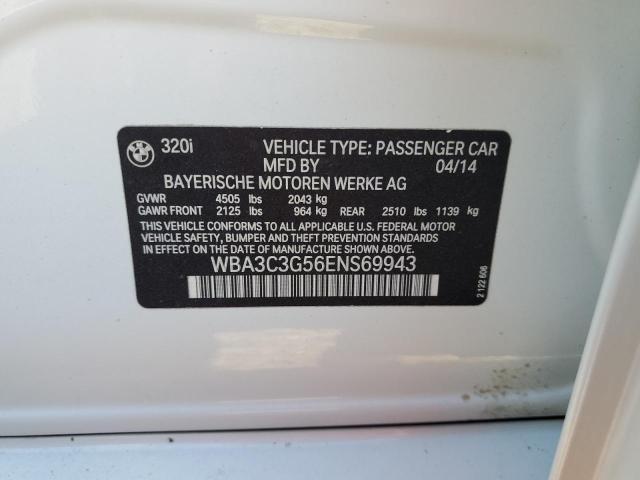 320i VEHICLE TYPE: PASSENGER CAR
MFD BY 04/14
BAYERISCHE MOTOREN WERKE AG
GVWR 4505 lbs 2043 kg
GAWR FRONT 2125 lbs 964 kg REAR 2510 lbs 1139 kg
THIS VEHICLE CONFORMS TO ALL APPLICABLE U.S. FEDERAL MOTOR
VEHICLE SAFETY, BUMPER AND THEFT PREVENTION STANDARDS IN
EFFECT ON THE DATE OF MANUFACTURE SHOWN ABOVE.
WBA3C3G56ENS69943
2 122 606